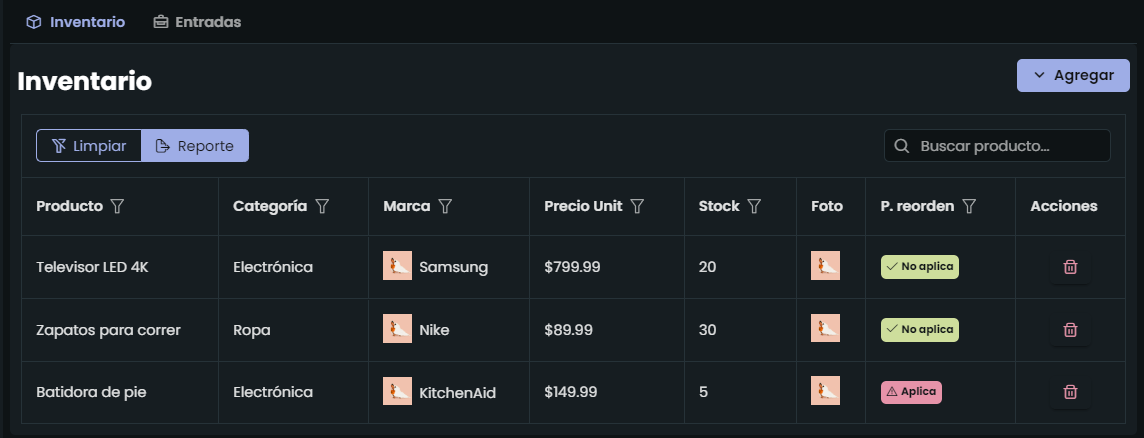 Inventario Entradas
Inventario
Agregar
Limpiar Reporte Buscar producto...
Producto Categoría Marca Precio Unit Stock Foto P. reorden Acciones
Televisor LED 4K Electrónica Samsung $799.99 20 No aplica
Zapatos para correr Ropa Nike $89.99 30 No aplica
Batidora de pie Electrónica KitchenAid $149.99 5 Aplica